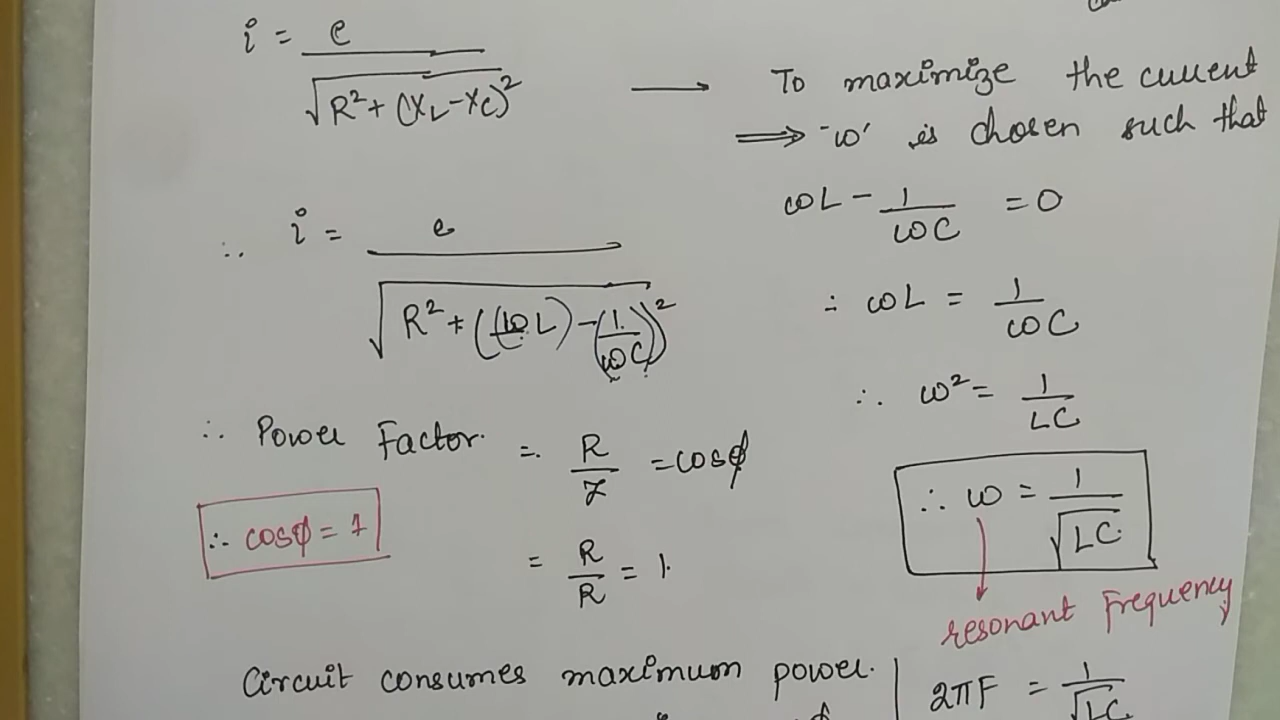 i = e / √R² + (XL - XC)²
→ To maximize the current
⟹ 'ω' is chosen such that
ωL - 1/ωC = 0
∴ i = e / √R² + ((ωL) - (1/ωC))²
∴ ωL = 1/ωC
∴ ω² = 1/LC
∴ Power Factor = R/Z = cosφ
∴ ω = 1/√LC
∴ cosφ = 1
= R/R = 1.
resonant Frequency
Circuit consumes maximum power.
2πF = 1/√LC